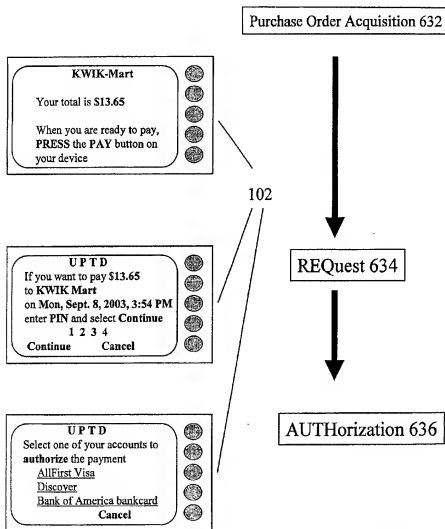 Purchase Order Acquisition 632
KWIK-Mart
Your total is $13.65
When you are ready to pay,
PRESS the PAY button on
your device
102
UPTD
If you want to pay $13.65
to KWIK Mart
on Mon, Sept. 8, 2003, 3:54 PM
enter PIN and select Continue
1 2 3 4
Continue Cancel
REQuest 634
UPTD
Select one of your accounts to
authorize the payment
AllFirst Visa
Discover
Bank of America bankcard
Cancel
AUTHorization 636